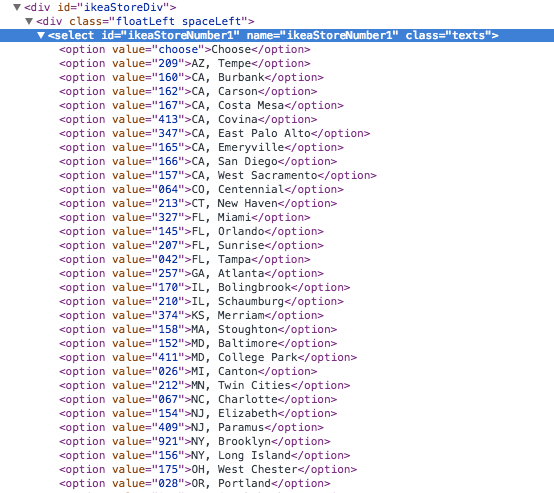 ▼<div id="ikeaStoreDiv">
▼<div class="floatLeft spaceLeft">
▼<select id="ikeaStoreNumber1" name="ikeaStoreNumber1" class="texts">
<option value="choose">Choose</option>
<option value="209">AZ, Tempe</option>
<option value="160">CA, Burbank</option>
<option value="162">CA, Carson</option>
<option value="167">CA, Costa Mesa</option>
<option value="413">CA, Covina</option>
<option value="347">CA, East Palo Alto</option>
<option value="165">CA, Emeryville</option>
<option value="166">CA, San Diego</option>
<option value="157">CA, West Sacramento</option>
<option value="064">CO, Centennial</option>
<option value="213">CT, New Haven</option>
<option value="327">FL, Miami</option>
<option value="145">FL, Orlando</option>
<option value="207">FL, Sunrise</option>
<option value="042">FL, Tampa</option>
<option value="257">GA, Atlanta</option>
<option value="170">IL, Bolingbrook</option>
<option value="210">IL, Schaumburg</option>
<option value="374">KS, Merriam</option>
<option value="158">MA, Stoughton</option>
<option value="152">MD, Baltimore</option>
<option value="411">MD, College Park</option>
<option value="026">MI, Canton</option>
<option value="212">MN, Twin Cities</option>
<option value="067">NC, Charlotte</option>
<option value="154">NJ, Elizabeth</option>
<option value="409">NJ, Paramus</option>
<option value="921">NY, Brooklyn</option>
<option value="156">NY, Long Island</option>
<option value="175">OH, West Chester</option>
<option value="028">OR, Portland</option>